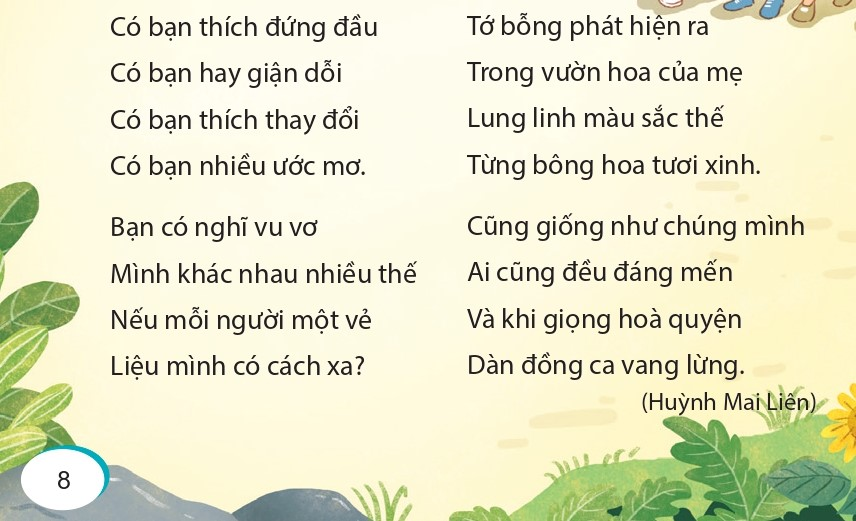 Có bạn thích đứng đầu
Có bạn hay giận dỗi
Có bạn thích thay đổi
Có bạn nhiều ước mơ.
Bạn có nghĩ vu vơ
Mình khác nhau nhiều thế
Nếu mỗi người một vẻ
Liệu mình có cách xa?
Tớ bỗng phát hiện ra
Trong vườn hoa của mẹ
Lung linh màu sắc thế
Từng bông hoa tươi xinh.
Cũng giống như chúng mình
Ai cũng đều đáng mến
Và khi giọng hoà quyện
Dàn đồng ca vang lừng.
(Huỳnh Mai Liên)
8